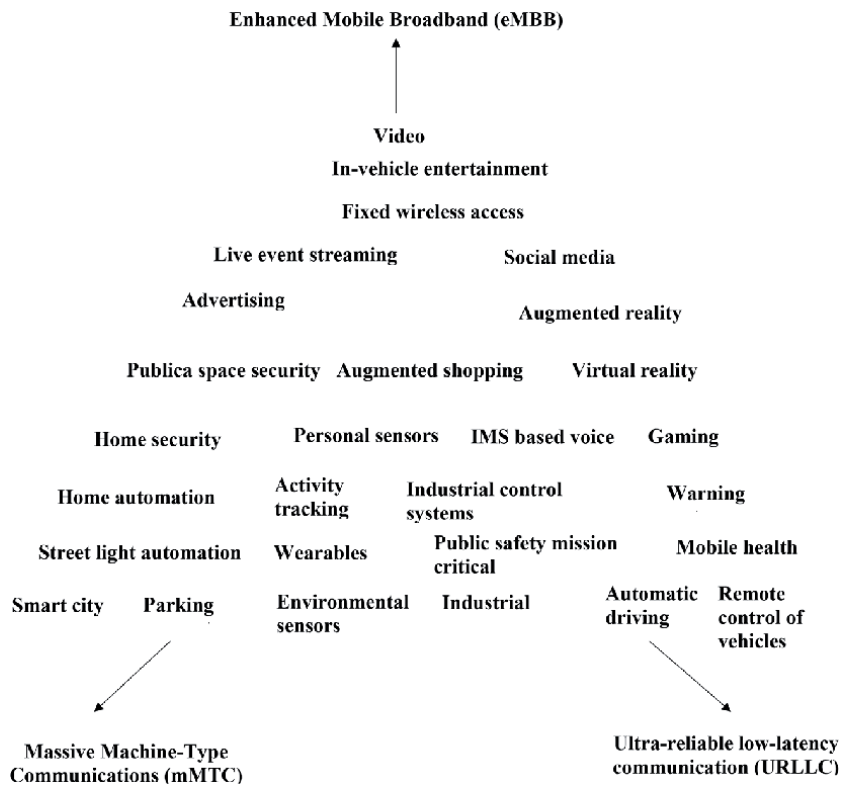 Enhanced Mobile Broadband (eMBB)
Video
In-vehicle entertainment
Fixed wireless access
Live event streaming
Social media
Advertising
Augmented reality
Publica space security
Augmented shopping
Virtual reality
Home security
Personal sensors
IMS based voice
Gaming
Home automation
Activity
tracking
Industrial control
systems
Warning
Street light automation
Wearables
Public safety mission
critical
Mobile health
Smart city
Parking
Environmental
sensors
Industrial
Automatic
driving
Remote
control of
vehicles
Massive Machine-Type
Communications (mMTC)
Ultra-reliable low-latency
communication (URLLC)